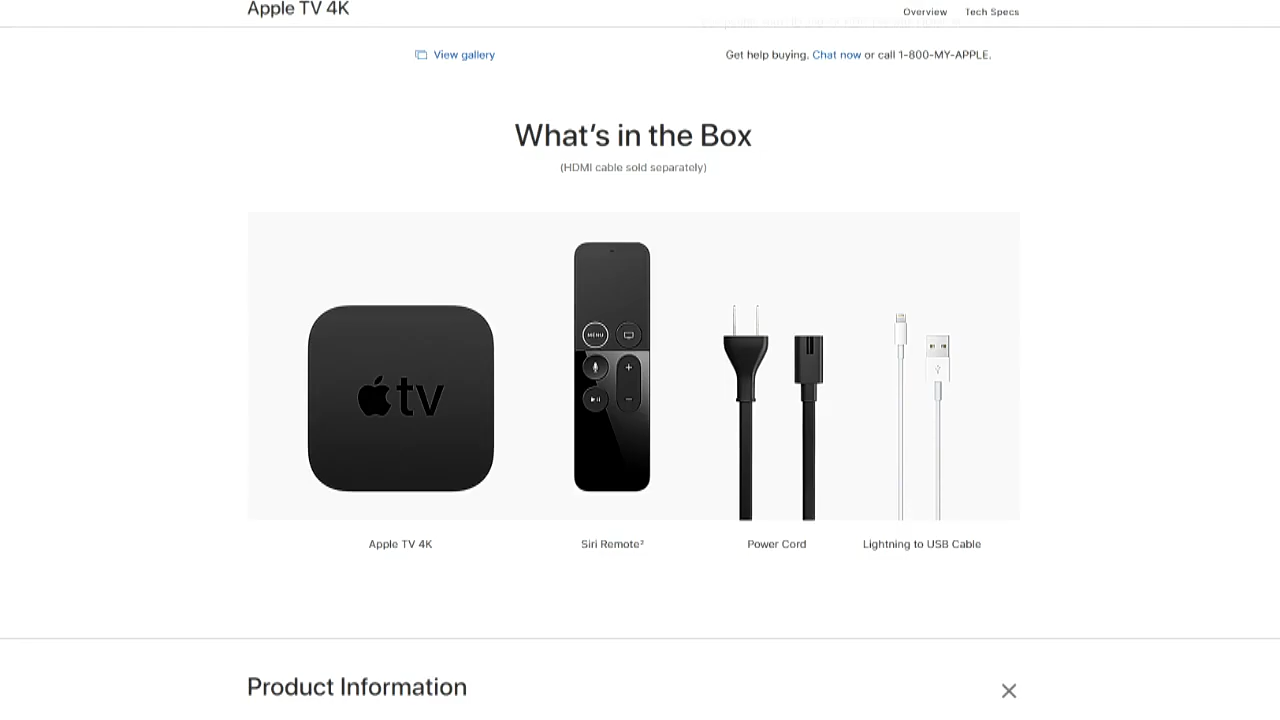 Apple TV 4K
Overview Tech Specs
View gallery
Get help buying. Chat now or call 1-800-MY-APPLE.
What’s in the Box
(HDMI cable sold separately)
MENU
tv
Apple TV 4K
Siri Remote²
Power Cord
Lightning to USB Cable
Product Information